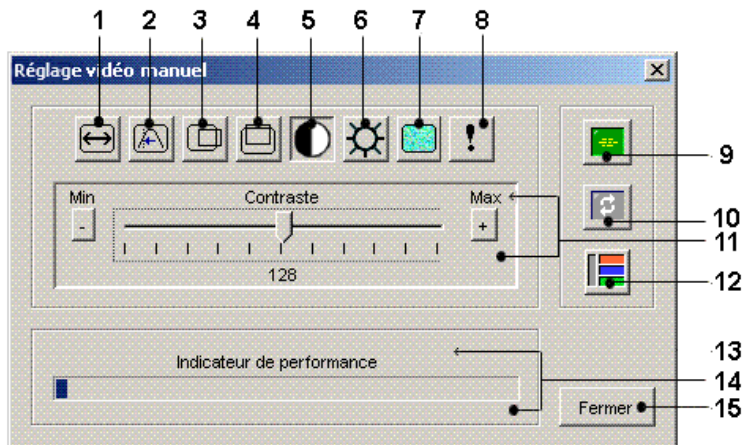 1 2 3 4 5 6 7 8
Réglage vidéo manuel
9
Min Contraste Max
- +
10
11
128
12
13
Indicateur de performance
14
Fermer
15